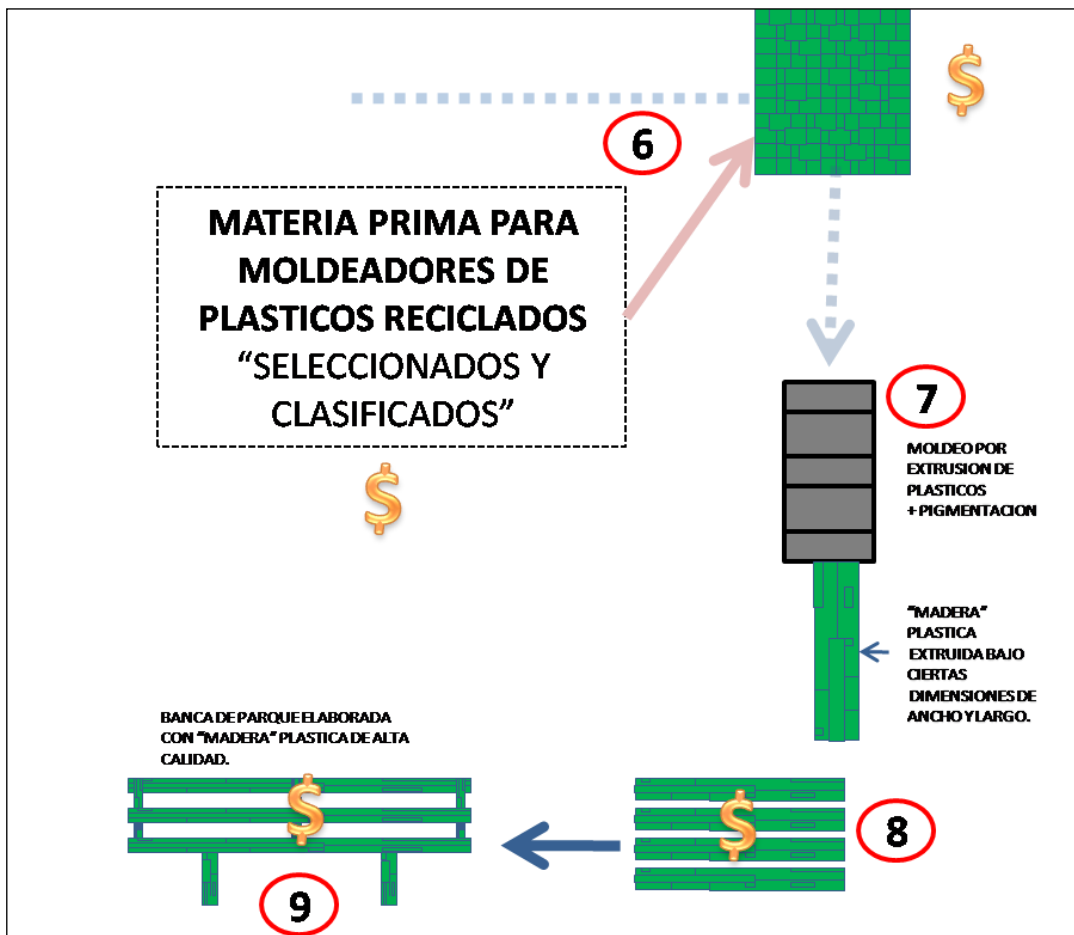 $
6
MATERIA PRIMA PARA
MOLDEADORES DE
PLASTICOS RECICLADOS
“SELECCIONADOS Y
CLASIFICADOS”
$
7
MOLDEO POR
EXTRUSION DE
PLASTICOS
+ PIGMENTACION
“MADERA”
PLASTICA
EXTRUIDA BAJO
CIERTAS
DIMENSIONES DE
ANCHO Y LARGO.
BANCA DE PARQUE ELABORADA
CON “MADERA” PLASTICA DE ALTA
CALIDAD.
$
$
8
9